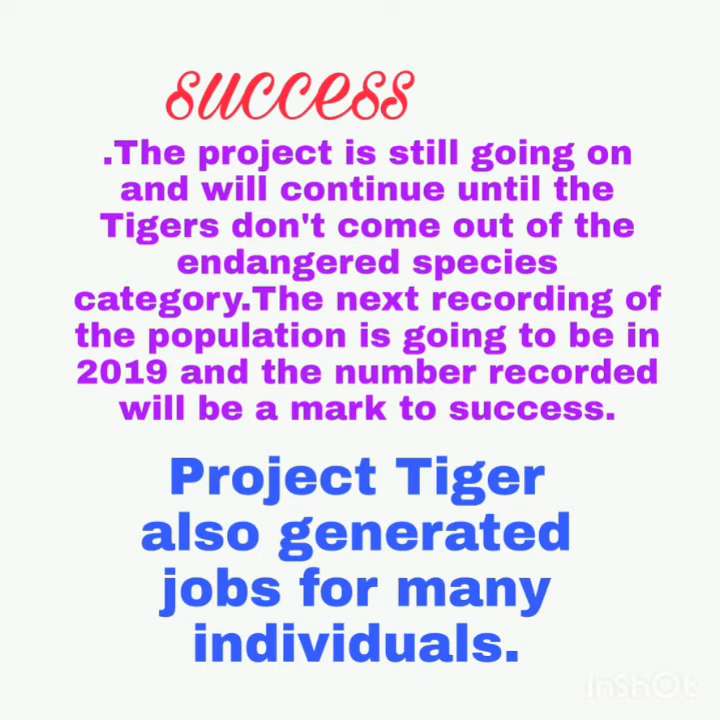 success
.The project is still going on
and will continue until the
Tigers don't come out of the
endangered species
category.The next recording of
the population is going to be in
2019 and the number recorded
will be a mark to success.
Project Tiger
also generated
jobs for many
individuals.
InShOt